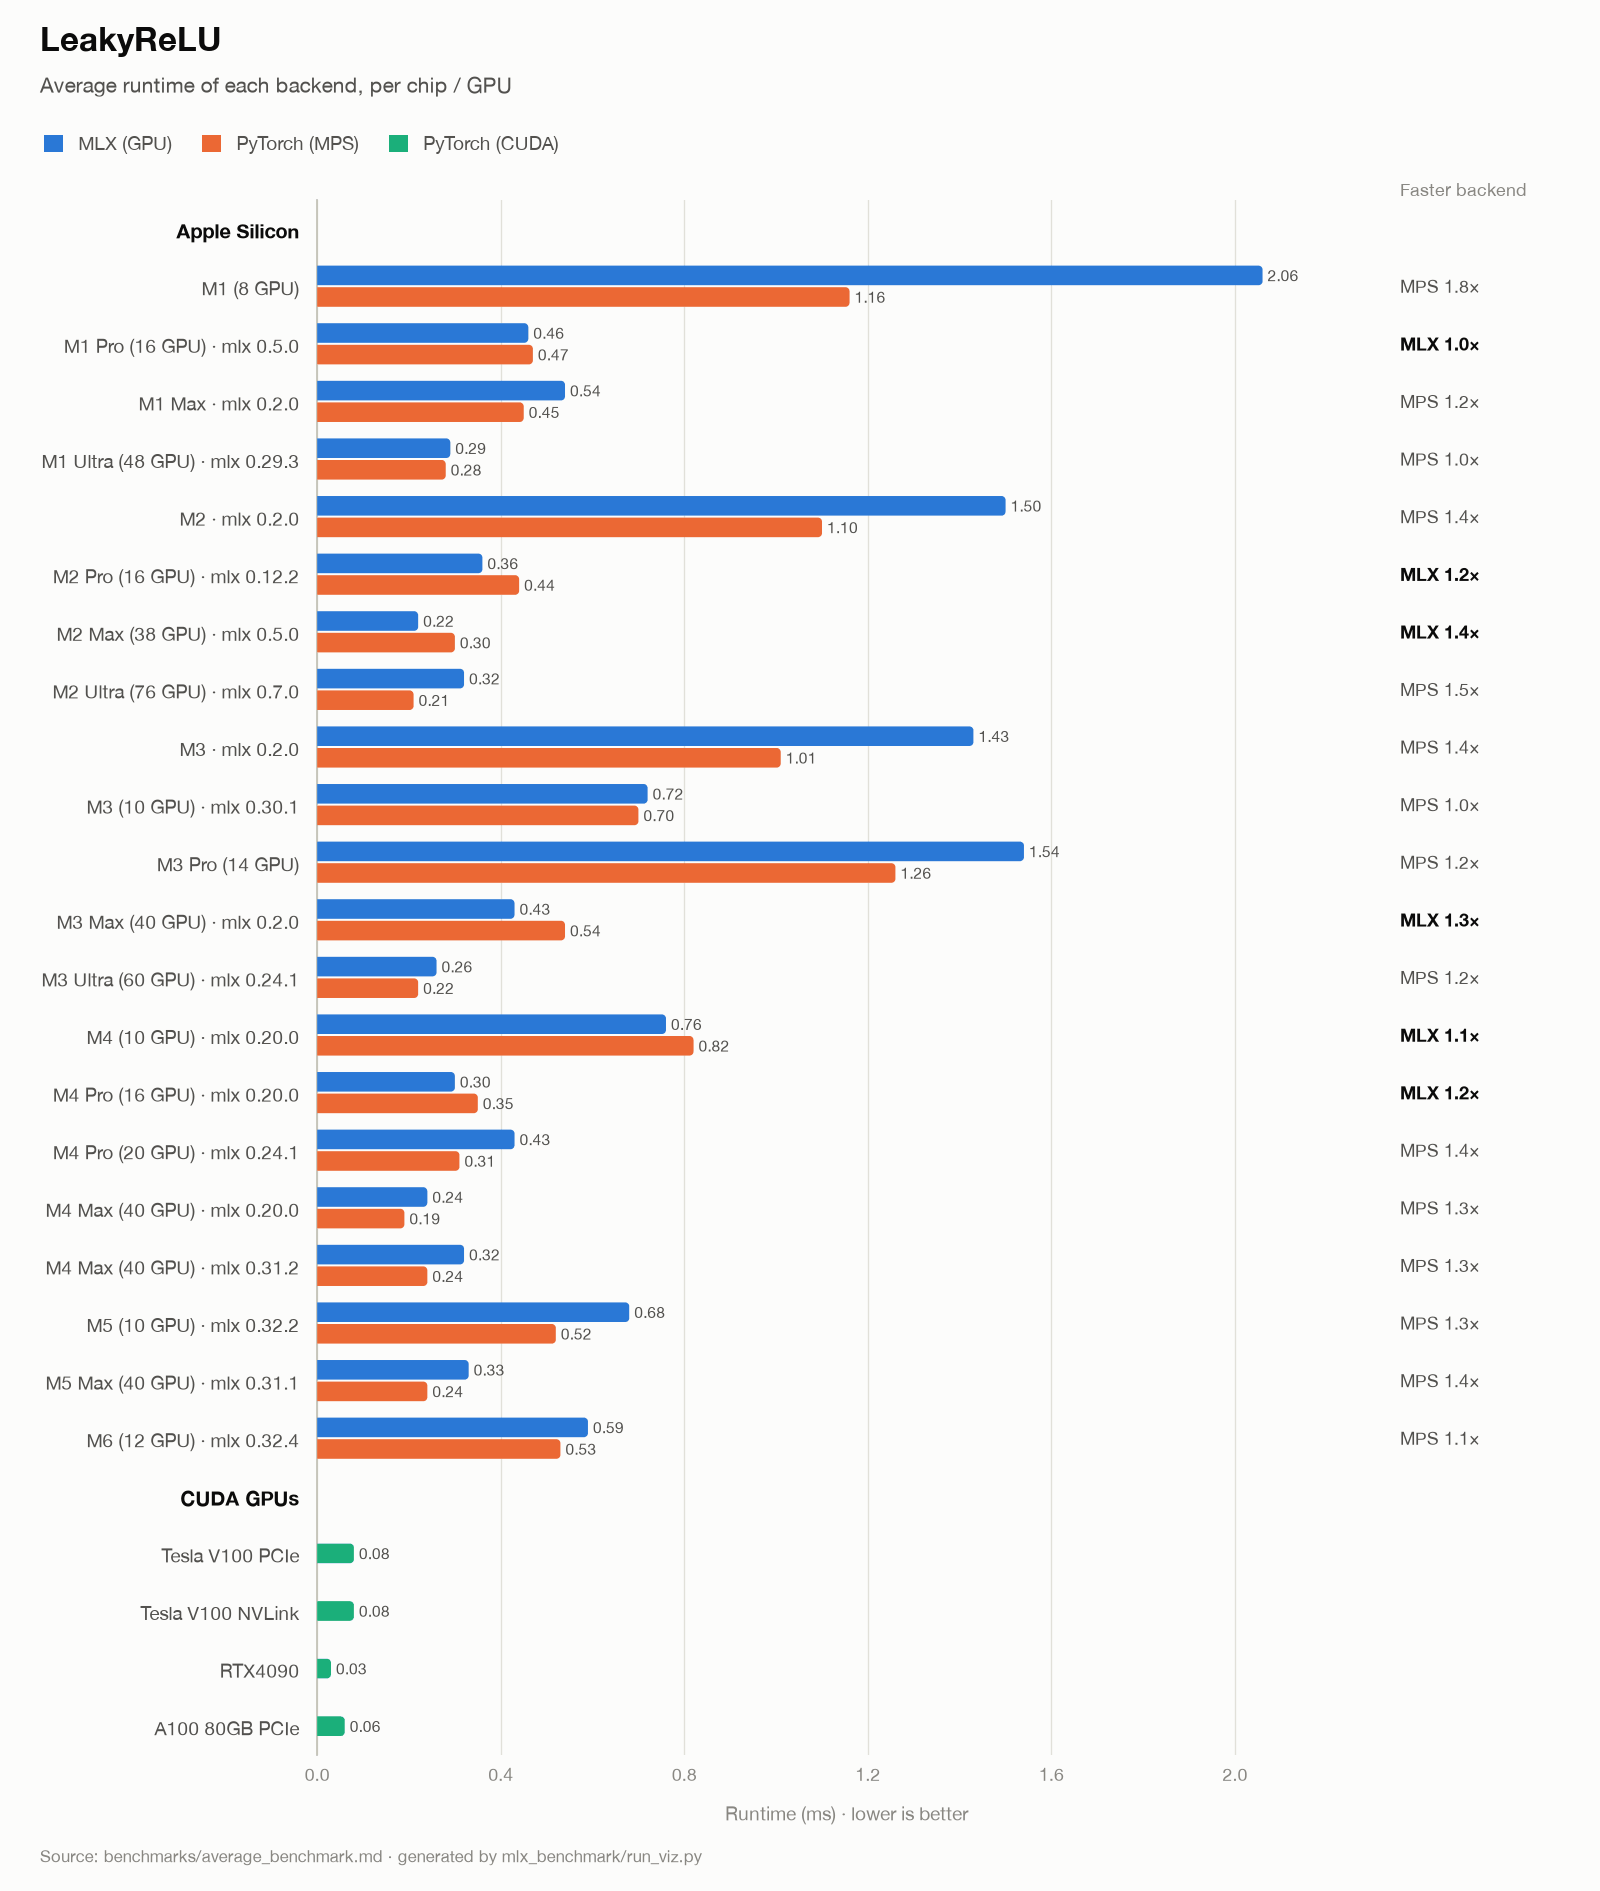 LeakyReLU
Average runtime of each backend, per chip / GPU
MLX (GPU) PyTorch (MPS) PyTorch (CUDA)
Faster backend
Apple Silicon
M1 (8 GPU) 2.06 1.16 MPS 1.8×
M1 Pro (16 GPU) · mlx 0.5.0 0.46 0.47 MLX 1.0×
M1 Max · mlx 0.2.0 0.54 0.45 MPS 1.2×
M1 Ultra (48 GPU) · mlx 0.29.3 0.29 0.28 MPS 1.0×
M2 · mlx 0.2.0 1.50 1.10 MPS 1.4×
M2 Pro (16 GPU) · mlx 0.12.2 0.36 0.44 MLX 1.2×
M2 Max (38 GPU) · mlx 0.5.0 0.22 0.30 MLX 1.4×
M2 Ultra (76 GPU) · mlx 0.7.0 0.32 0.21 MPS 1.5×
M3 · mlx 0.2.0 1.43 1.01 MPS 1.4×
M3 (10 GPU) · mlx 0.30.1 0.72 0.70 MPS 1.0×
M3 Pro (14 GPU) 1.54 1.26 MPS 1.2×
M3 Max (40 GPU) · mlx 0.2.0 0.43 0.54 MLX 1.3×
M3 Ultra (60 GPU) · mlx 0.24.1 0.26 0.22 MPS 1.2×
M4 (10 GPU) · mlx 0.20.0 0.76 0.82 MLX 1.1×
M4 Pro (16 GPU) · mlx 0.20.0 0.30 0.35 MLX 1.2×
M4 Pro (20 GPU) · mlx 0.24.1 0.43 0.31 MPS 1.4×
M4 Max (40 GPU) · mlx 0.20.0 0.24 0.19 MPS 1.3×
M4 Max (40 GPU) · mlx 0.31.2 0.32 0.24 MPS 1.3×
M5 (10 GPU) · mlx 0.32.2 0.68 0.52 MPS 1.3×
M5 Max (40 GPU) · mlx 0.31.1 0.33 0.24 MPS 1.4×
M6 (12 GPU) · mlx 0.32.4 0.59 0.53 MPS 1.1×
CUDA GPUs
Tesla V100 PCIe 0.08
Tesla V100 NVLink 0.08
RTX4090 0.03
A100 80GB PCIe 0.06
0.0 0.4 0.8 1.2 1.6 2.0
Runtime (ms) · lower is better
Source: benchmarks/average_benchmark.md · generated by mlx_benchmark/run_viz.py